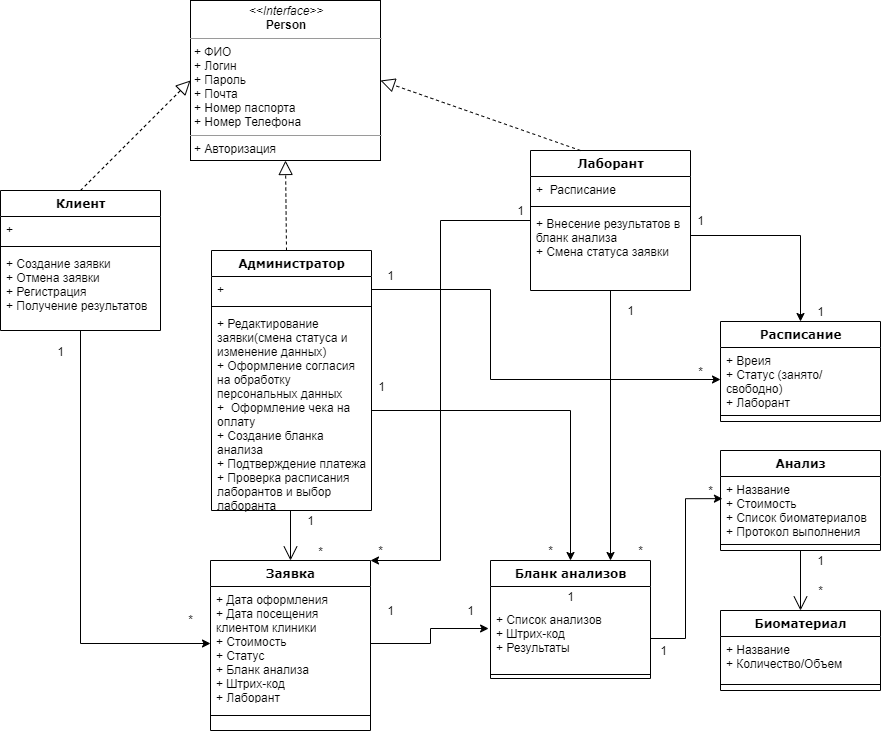 <<Interface>>
Person
+ ФИО
+ Логин
+ Пароль
+ Почта
+ Номер паспорта
+ Номер Телефона
+ Авторизация
Клиент
+
+ Создание заявки
+ Отмена заявки
+ Регистрация
+ Получение результатов
1
Администратор
+
+ Редактирование
заявки(смена статуса и
изменение данных)
+ Оформление согласия
на обработку
персональных данных
+ Оформление чека на
оплату
+ Создание бланка
анализа
+ Подтверждение платежа
+ Проверка расписания
лаборантов и выбор
лаборанта
1
1
1
Лаборант
+ Расписание
+ Внесение результатов в
бланк анализа
+ Смена статуса заявки
1
1
1
1
*
Расписание
+ Вреия
+ Статус (занято/
свободно)
+ Лаборант
Анализ
+ Название
+ Стоимость
+ Список биоматериалов
+ Протокол выполнения
*
1
*
Биоматериал
+ Название
+ Количество/Объем
*
*
*
Заявка
+ Дата оформления
+ Дата посещения
клиентом клиники
+ Стоимость
+ Статус
+ Бланк анализа
+ Штрих-код
+ Лаборант
1
1
*
*
Бланк анализов
1
+ Список анализов
+ Штрих-код
+ Результаты
1